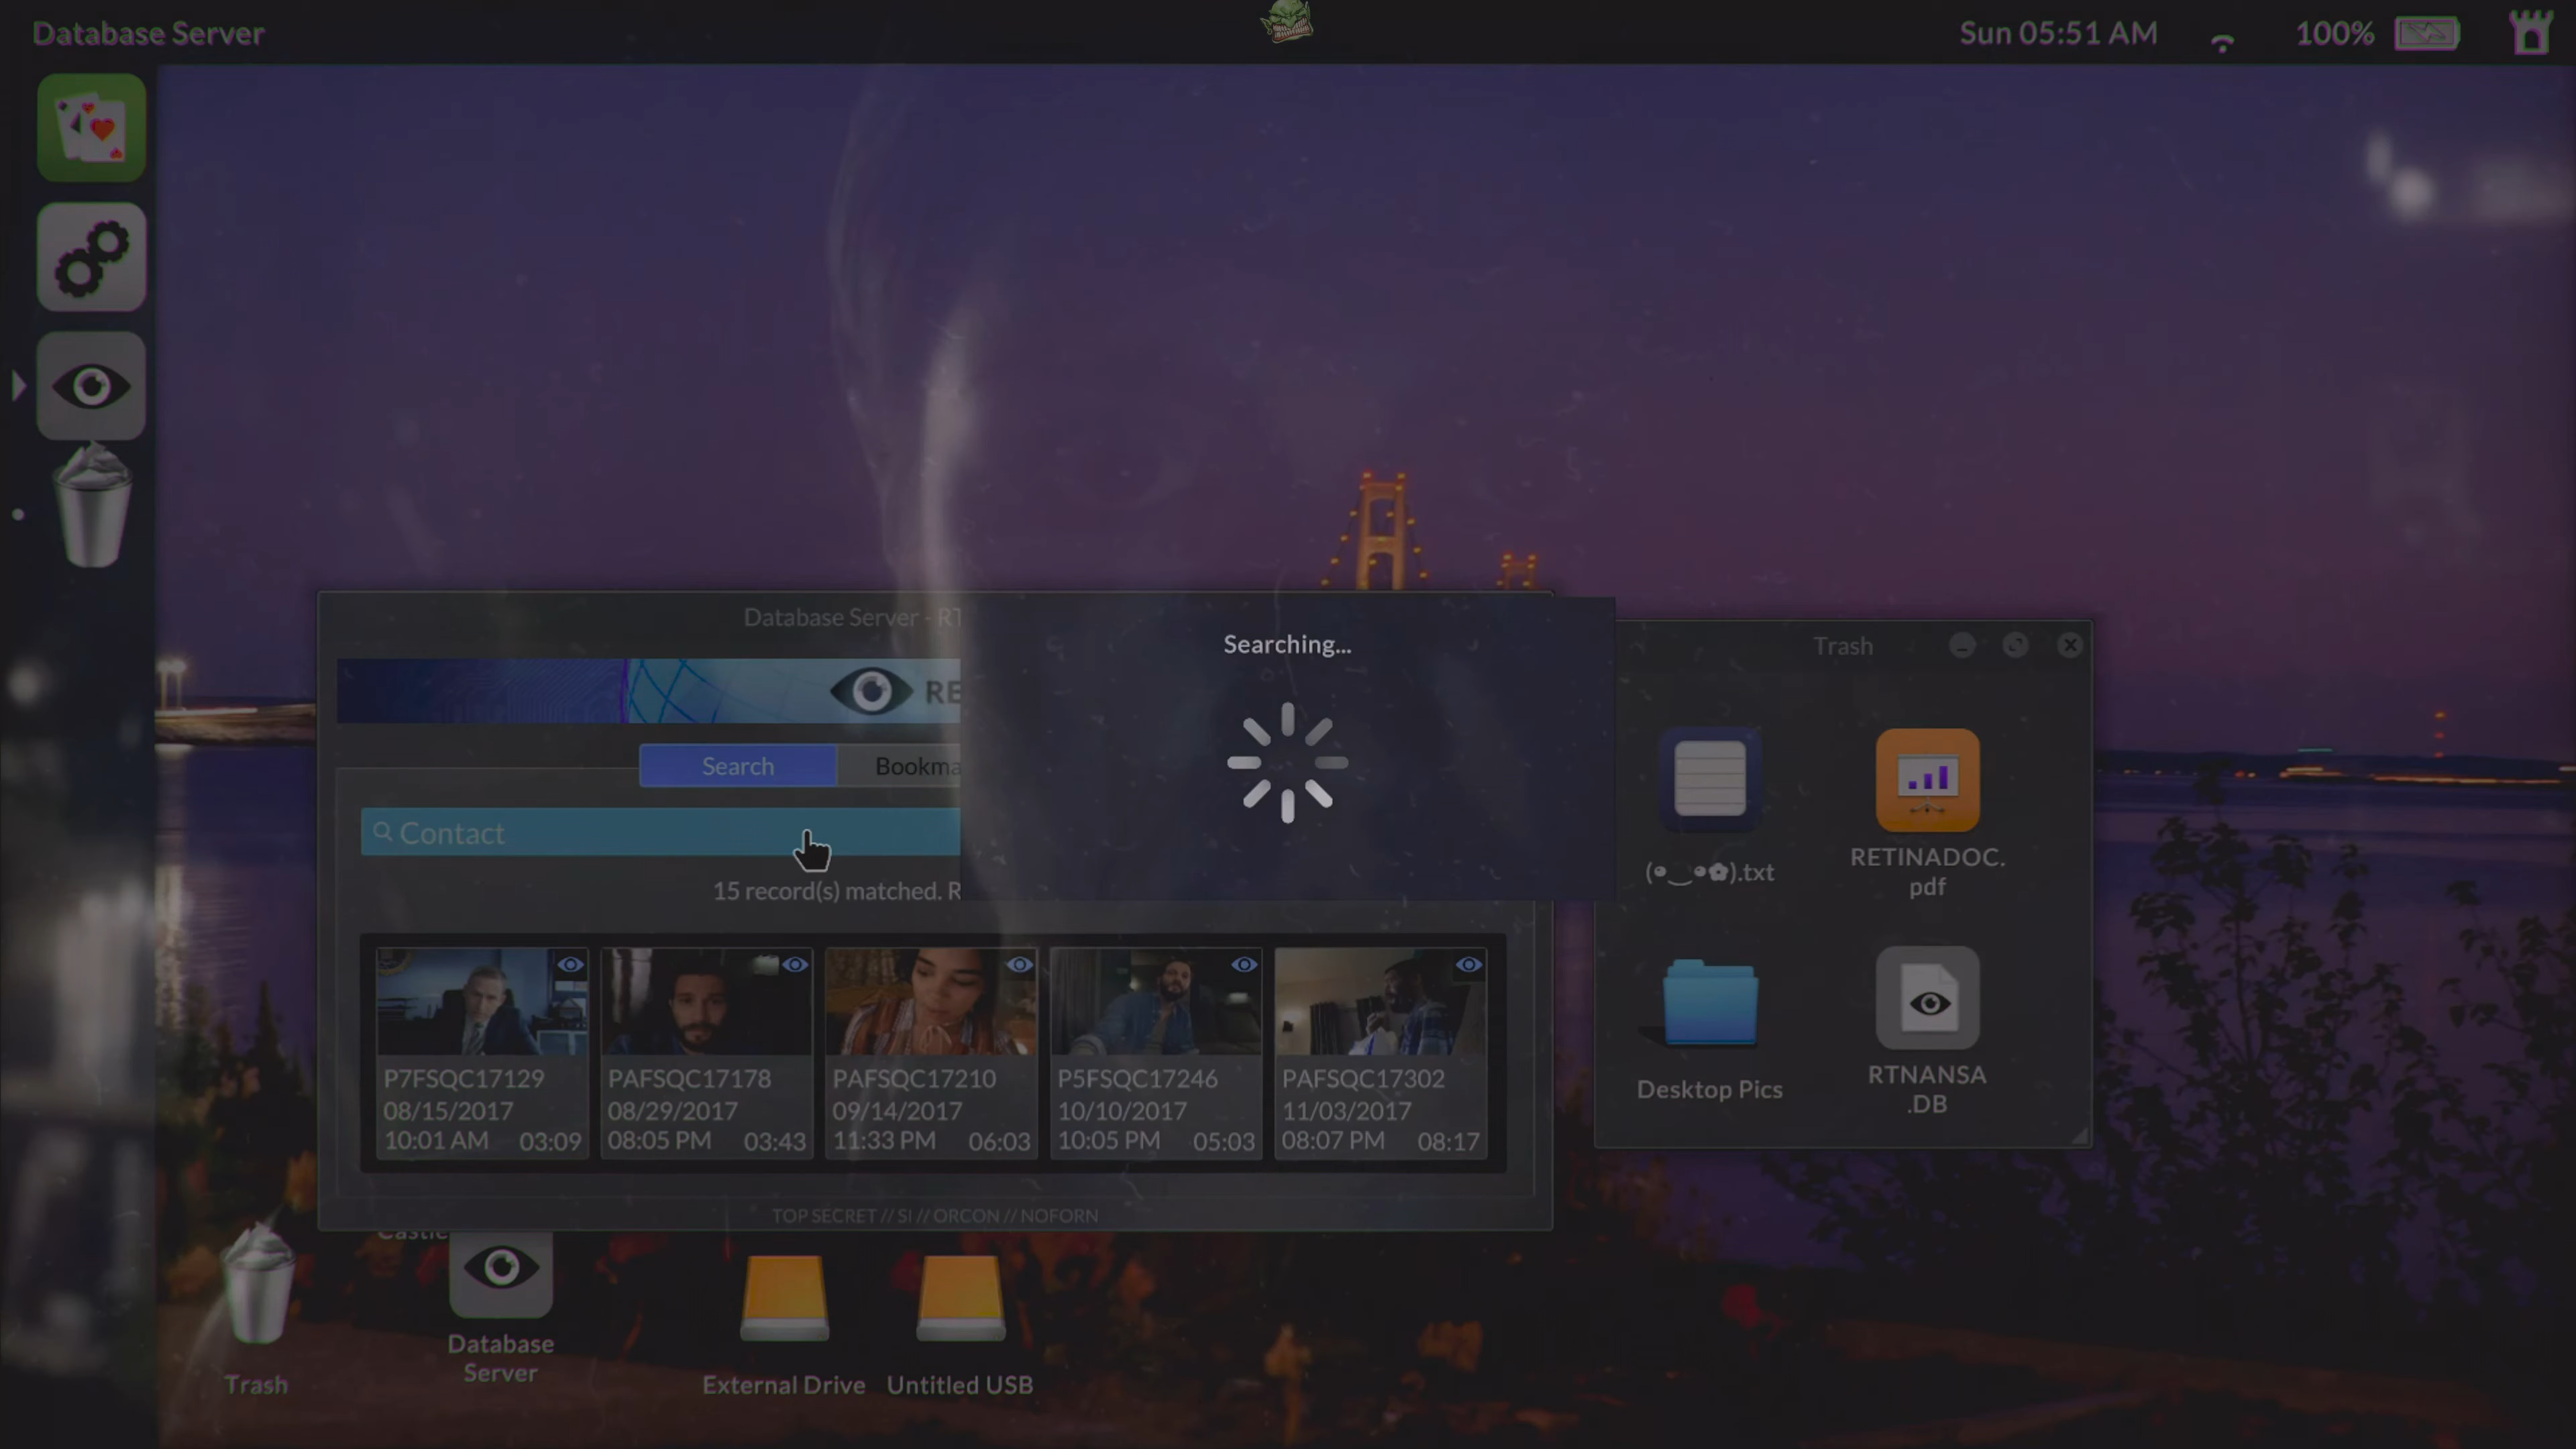 Database Server
Sun 05:51 AM
100%
Database Server - RT
RE
Searching...
Search
Bookma
Contact
15 record(s) matched. R
P7FSQC17129
08/15/2017
10:01 AM 03:09
PAFSQC17178
08/29/2017
08:05 PM 03:43
PAFSQC17210
09/14/2017
11:33 PM 06:03
P5FSQC17246
10/10/2017
10:05 PM 05:03
PAFSQC17302
11/03/2017
08:07 PM 08:17
TOP SECRET // SI // ORCON // NOFORN
Trash
(•‿•✿).txt
RETINADOC.
pdf
Desktop Pics
RTNANSA
.DB
Castle
Trash
Database
Server
External Drive
Untitled USB